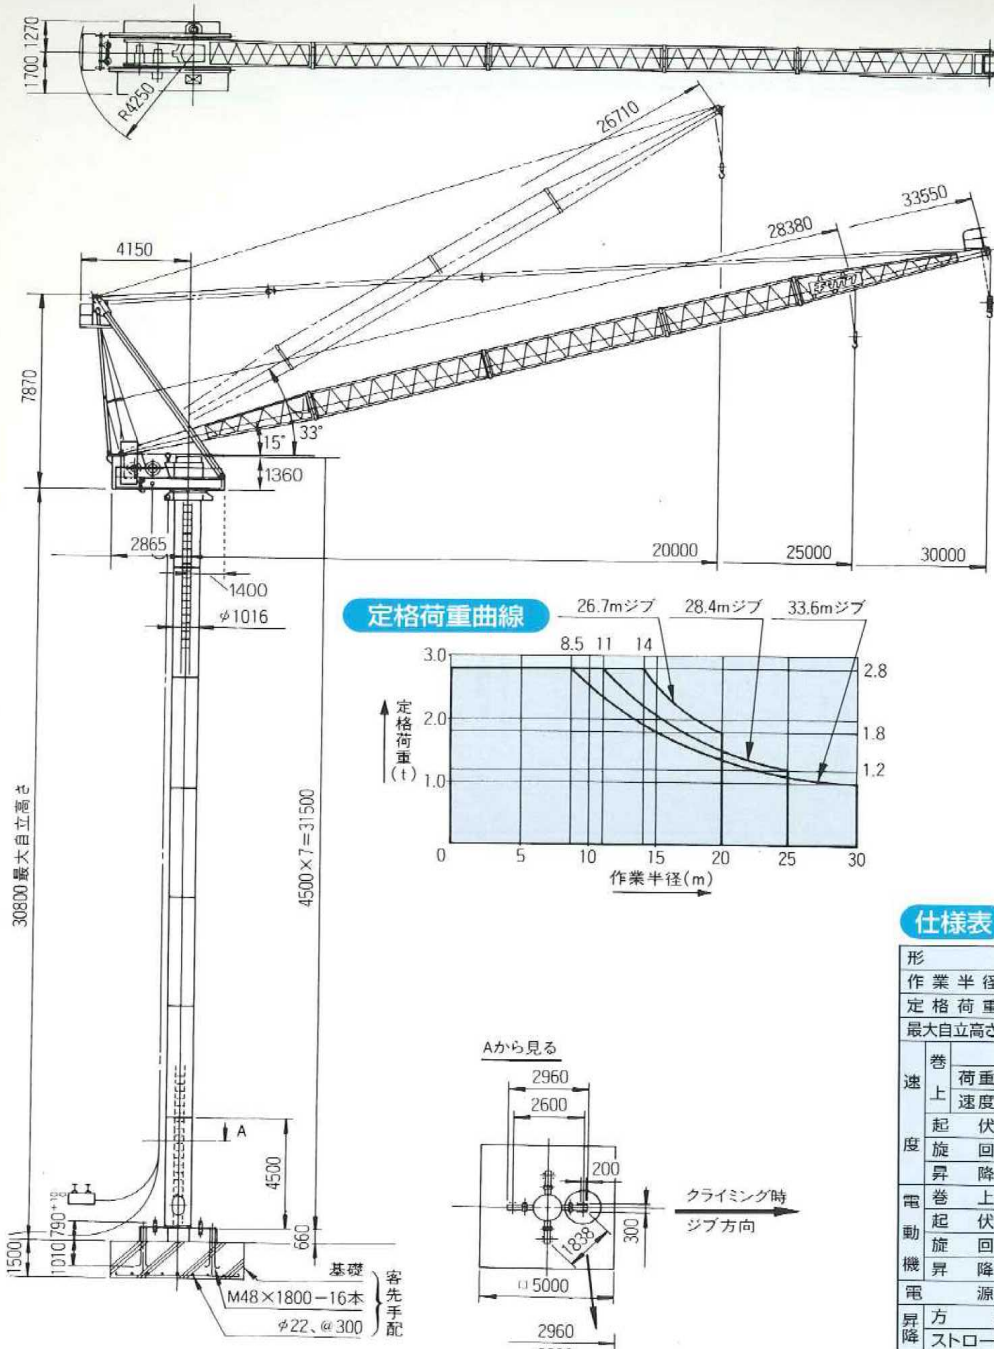 1270
1700
R4250
26710
33550
28380
4150
7870
15°
33°
1360
2865
20000
25000
30000
1400
φ1016
定格荷重曲線
26.7mジブ
28.4mジブ
33.6mジブ
8.5 11 14
3.0
2.8
定格荷重(t)
2.0
1.8
1.2
1.0
0 5 10 15 20 25 30
作業半径(m)
30800最大自立高さ
4500×7=31500
仕様表
形
作業半径
定格荷重
最大自立高さ
速度
巻上
荷重
速度
起伏
旋回
昇降
電動機
巻上
起伏
旋回
昇降
電源
昇降
方
ストロー
Aから見る
2960
2600
A
4500
200
クライミング時
ジブ方向
300
1838
790
1500
1010
660
□5000
基礎
M48×1800-16本
φ22、@300
客先手配
2960